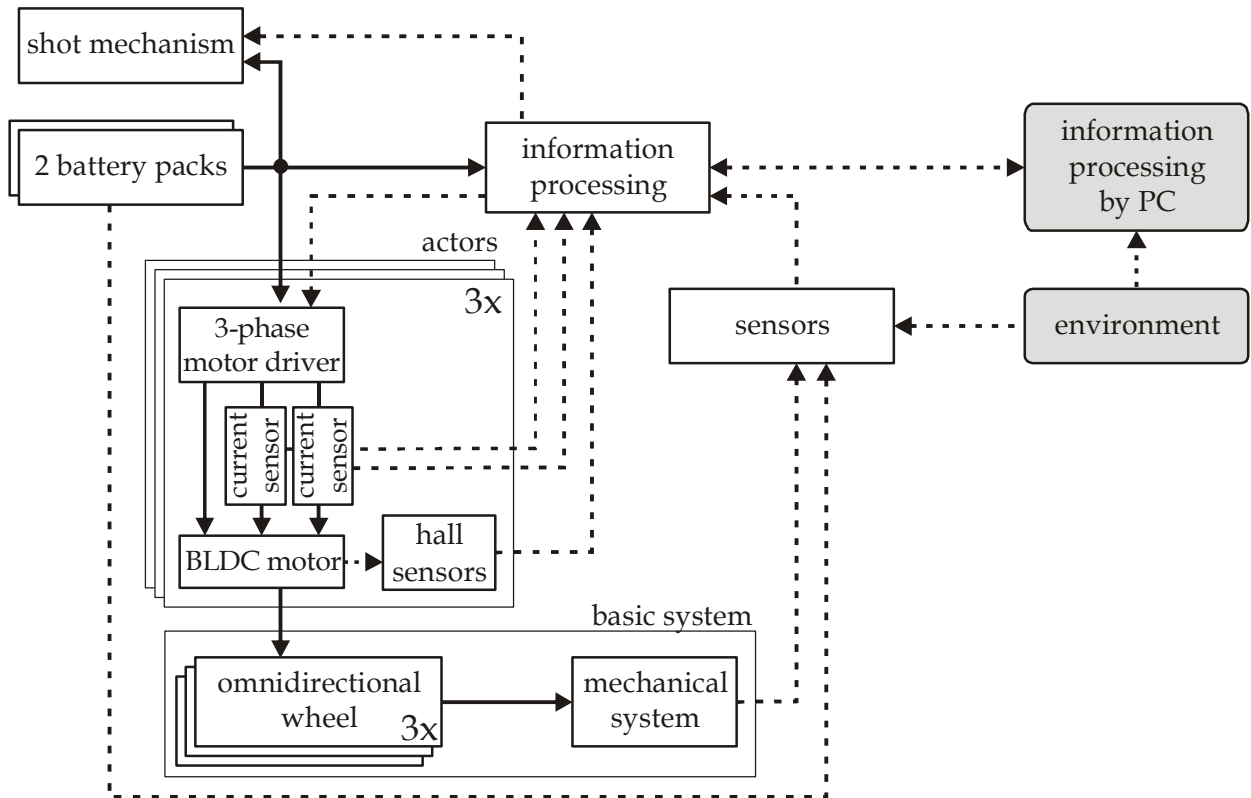 shot mechanism
2 battery packs
information
processing
information
processing
by PC
actors
3x
3-phase
motor driver
sensors
environment
current
sensor
current
sensor
BLDC motor
hall
sensors
basic system
omnidirectional
wheel
3x
mechanical
system